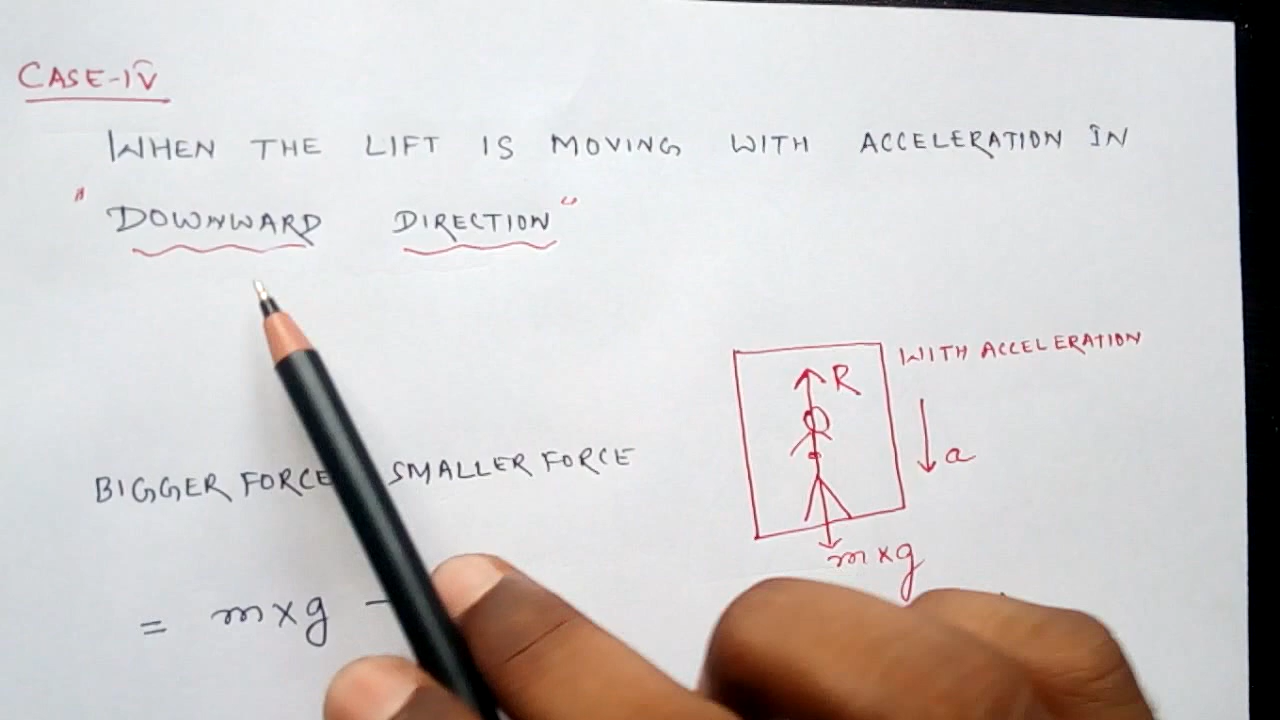 CASE-IV
WHEN THE LIFT IS MOVING WITH ACCELERATION IN
"DOWNWARD DIRECTION"
WITH ACCELERATION
R
a
BIGGER FORCE SMALLER FORCE
m×g
= m×g -